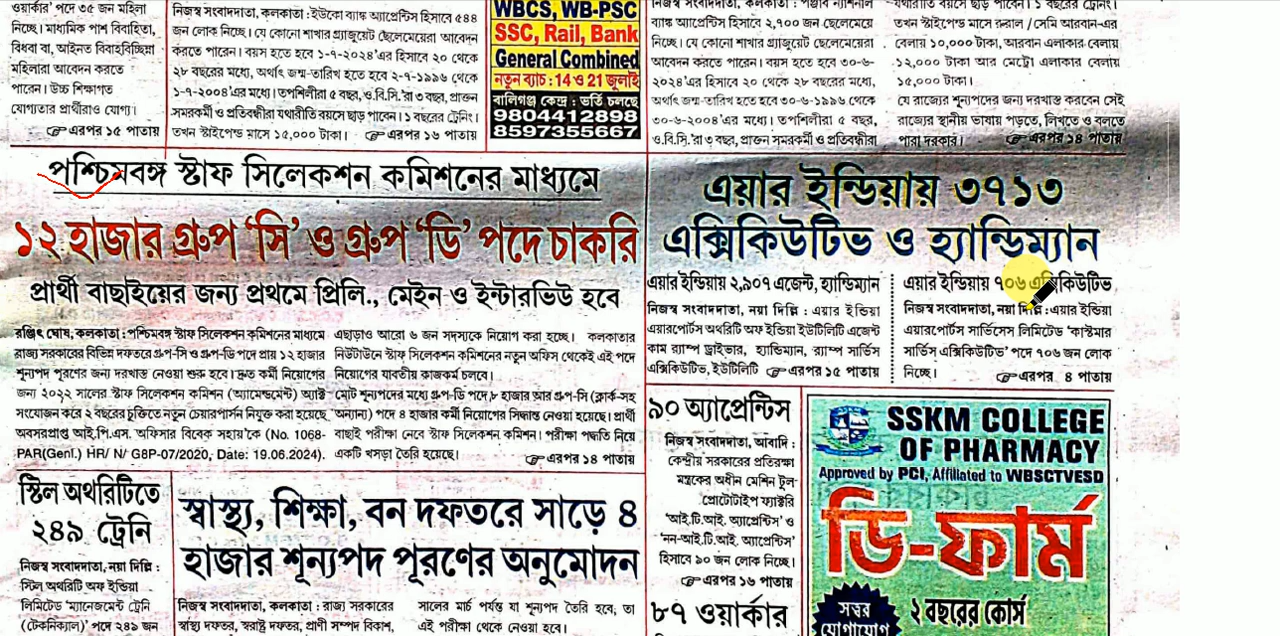 ওয়ার্কার' পদে ৩৫ জন মহিলা
নিচ্ছে। মাধ্যমিক পাশ বিবাহিতা,
বিধবা বা, আইনত বিবাহবিচ্ছিন্না
মহিলারা আবেদন করতে
পারেন। উচ্চ শিক্ষাগত
যোগ্যতার প্রার্থীরাও যোগ্য।
এরপর ১৫ পাতায়
নিজস্ব সংবাদদাতা, কলকাতা : ইউকো ব্যাঙ্ক অ্যাপ্রেন্টিস হিসাবে ৫৪৪
জন লোক নিচ্ছে। যে কোনো শাখার গ্র্যাজুয়েট ছেলেমেয়েরা আবেদন
করতে পারেন। বয়স হতে হবে ১-৭-২০২৪'এর হিসাবে ২০ থেকে
২৮ বছরের মধ্যে, অর্থাৎ জন্ম-তারিখ হতে হবে ২-৭-১৯৯৬ থেকে
১-৭-২০০৪'এর মধ্যে। তপশিলীরা ৫ বছর, ও.বি.সি.'রা ৩ বছর, প্রাক্তন
সমরকর্মী ও প্রতিবন্ধীরা যথারীতি বয়সে ছাড় পাবেন। ১ বছরের ট্রেনিং।
তখন স্টাইপেন্ড মাসে ১৫,০০০ টাকা। এরপর ১৬ পাতায়
WBCS, WB-PSC
SSC, Rail, Bank
General Combined
নতুন ব্যাচ : 14 ও 21 জুলাই
বালিগঞ্জ কেন্দ্র : ভর্তি চলছে
9804412898
8597355667
নিজস্ব সংবাদদাতা, কলকাতা : পাঞ্জাব ন্যাশনাল
ব্যাঙ্ক অ্যাপ্রেন্টিস হিসাবে ২,৭০০ জন ছেলেমেয়ে
নিচ্ছে। যে কোনো শাখার গ্র্যাজুয়েট ছেলেমেয়েরা
আবেদন করতে পারেন। বয়স হতে হবে ৩০-৬-
২০২৪'এর হিসাবে ২০ থেকে ২৮ বছরের মধ্যে,
অর্থাৎ জন্ম-তারিখ হতে হবে ৩০-৬-১৯৯৬ থেকে
৩০-৬-২০০৪'এর মধ্যে। তপশিলীরা ৫ বছর,
ও.বি.সি.'রা ৩ বছর, প্রাক্তন সমরকর্মী ও প্রতিবন্ধীরা
যথারীতি বয়সে ছাড় পাবেন। ১ বছরের ট্রেনিং।
তখন স্টাইপেন্ড মাসে রুরাল / সেমি আরবান-এর
বেলায় ১০,০০০ টাকা, আরবান এলাকার বেলায়
১২,০০০ টাকা আর মেট্রো এলাকার বেলায়
১৫,০০০ টাকা।
যে রাজ্যের শূন্যপদের জন্য দরখাস্ত করবেন সেই
রাজ্যের স্থানীয় ভাষায় পড়তে, লিখতে ও বলতে
পারা দরকার। এরপর ১৪ পাতায়
পশ্চিমবঙ্গ স্টাফ সিলেকশন কমিশনের মাধ্যমে
১২ হাজার গ্রুপ 'সি' ও গ্রুপ 'ডি' পদে চাকরি
প্রার্থী বাছাইয়ের জন্য প্রথমে প্রিলি., মেইন ও ইন্টারভিউ হবে
রঞ্জিৎ ঘোষ, কলকাতা : পশ্চিমবঙ্গ স্টাফ সিলেকশন কমিশনের মাধ্যমে
রাজ্য সরকারের বিভিন্ন দফতরে গ্রুপ-সি ও গ্রুপ-ডি পদে প্রায় ১২ হাজার
শূন্যপদ পূরণের জন্য দরখাস্ত নেওয়া শুরু হবে। দ্রুত কর্মী নিয়োগের
জন্য ২০২২ সালের স্টাফ সিলেকশন কমিশন (অ্যামেন্ডমেন্ট) অ্যাক্ট
সংযোজন করে ২ বছরের চুক্তিতে নতুন চেয়ারপার্সন নিযুক্ত করা হয়েছে
অবসরপ্রাপ্ত আই.পি.এস. অফিসার বিবেক সহায়'কে (No. 1068-
PAR(Genl.) HR/ N/ G8P-07/2020, Date: 19.06.2024).
এছাড়াও আরো ৬ জন সদস্যকে নিয়োগ করা হচ্ছে। কলকাতার
নিউটাউনে স্টাফ সিলেকশন কমিশনের নতুন অফিস থেকেই এই পদে
নিয়োগের যাবতীয় কাজকর্ম চলবে।
মোট শূন্যপদের মধ্যে গ্রুপ-ডি পদে ৮ হাজার আর গ্রুপ-সি (ক্লার্ক-সহ
অন্যান্য) পদে ৪ হাজার কর্মী নিয়োগের সিদ্ধান্ত নেওয়া হয়েছে। প্রার্থী
বাছাই পরীক্ষা নেবে স্টাফ সিলেকশন কমিশন। পরীক্ষা পদ্ধতি নিয়ে
একটি খসড়া তৈরি হয়েছে। এরপর ১৪ পাতায়
এয়ার ইন্ডিয়ায় ৩৭১৩
এক্সিকিউটিভ ও হ্যান্ডিম্যান
এয়ার ইন্ডিয়ায় ২,৯০৭ এজেন্ট, হ্যান্ডিম্যান
নিজস্ব সংবাদদাতা, নয়া দিল্লি : এয়ার ইন্ডিয়া
এয়ারপোর্টস অথরিটি অফ ইন্ডিয়া ইউটিলিটি এজেন্ট
কাম র‍্যাম্প ড্রাইভার, হ্যান্ডিম্যান, র‍্যাম্প সার্ভিস
এক্সিকিউটিভ, ইউটিলিটি এরপর ১৫ পাতায়
এয়ার ইন্ডিয়ায় ৭০৬ এক্সিকিউটিভ
নিজস্ব সংবাদদাতা, নয়া দিল্লি : এয়ার ইন্ডিয়া
এয়ারপোর্ট সার্ভিসেস লিমিটেড 'কাস্টমার
সার্ভিস এক্সিকিউটিভ' পদে ৭০৬ জন লোক
নিচ্ছে। এরপর ৪ পাতায়
৯০ অ্যাপ্রেন্টিস
নিজস্ব সংবাদদাতা, আবাদি :
কেন্দ্রীয় সরকারের প্রতিরক্ষা
মন্ত্রকের অধীন মেশিন টুল
প্রোটোটাইপ ফ্যাক্টরি
'আই.টি.আই. অ্যাপ্রেন্টিস' ও
'নন-আই.টি.আই. অ্যাপ্রেন্টিস'
হিসাবে ৯০ জন লোক নিচ্ছে।
এরপর ১৬ পাতায়
৮৭ ওয়ার্কার
SSKM COLLEGE
OF PHARMACY
Approved by PCI, Affiliated to WBSCTVESD
ডি-ফার্ম
সত্বর
যোগাযোগ
২ বছরের কোর্স
স্টিল অথরিটিতে
২৪৯ ট্রেনি
নিজস্ব সংবাদদাতা, নয়া দিল্লি :
স্টিল অথরিটি অফ ইন্ডিয়া
লিমিটেড 'ম্যানেজমেন্ট ট্রেনি
(টেকনিক্যাল)' পদে ২৪৯ জন
স্বাস্থ্য, শিক্ষা, বন দফতরে সাড়ে ৪
হাজার শূন্যপদ পূরণের অনুমোদন
নিজস্ব সংবাদদাতা, কলকাতা : রাজ্য সরকারের
স্বাস্থ্য দফতর, স্বরাষ্ট্র দফতর, প্রাণী সম্পদ বিকাশ,
সালের মার্চ পর্যন্ত যা শূন্যপদ তৈরি হবে, তা
এই পরীক্ষা থেকে নেওয়া হবে।